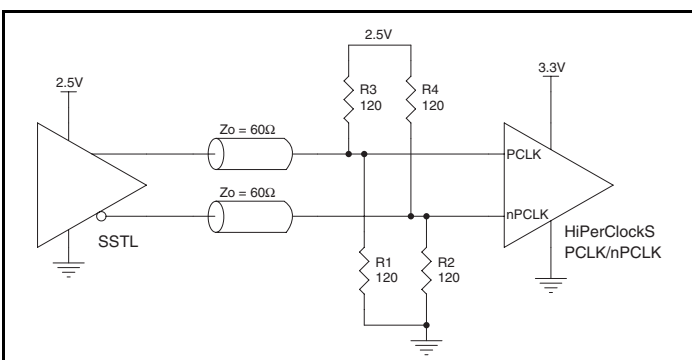 2.5V
2.5V
3.3V
R3
120
R4
120
Zo = 60Ω
PCLK
Zo = 60Ω
nPCLK
SSTL
HiPerClockS
PCLK/nPCLK
R1
120
R2
120